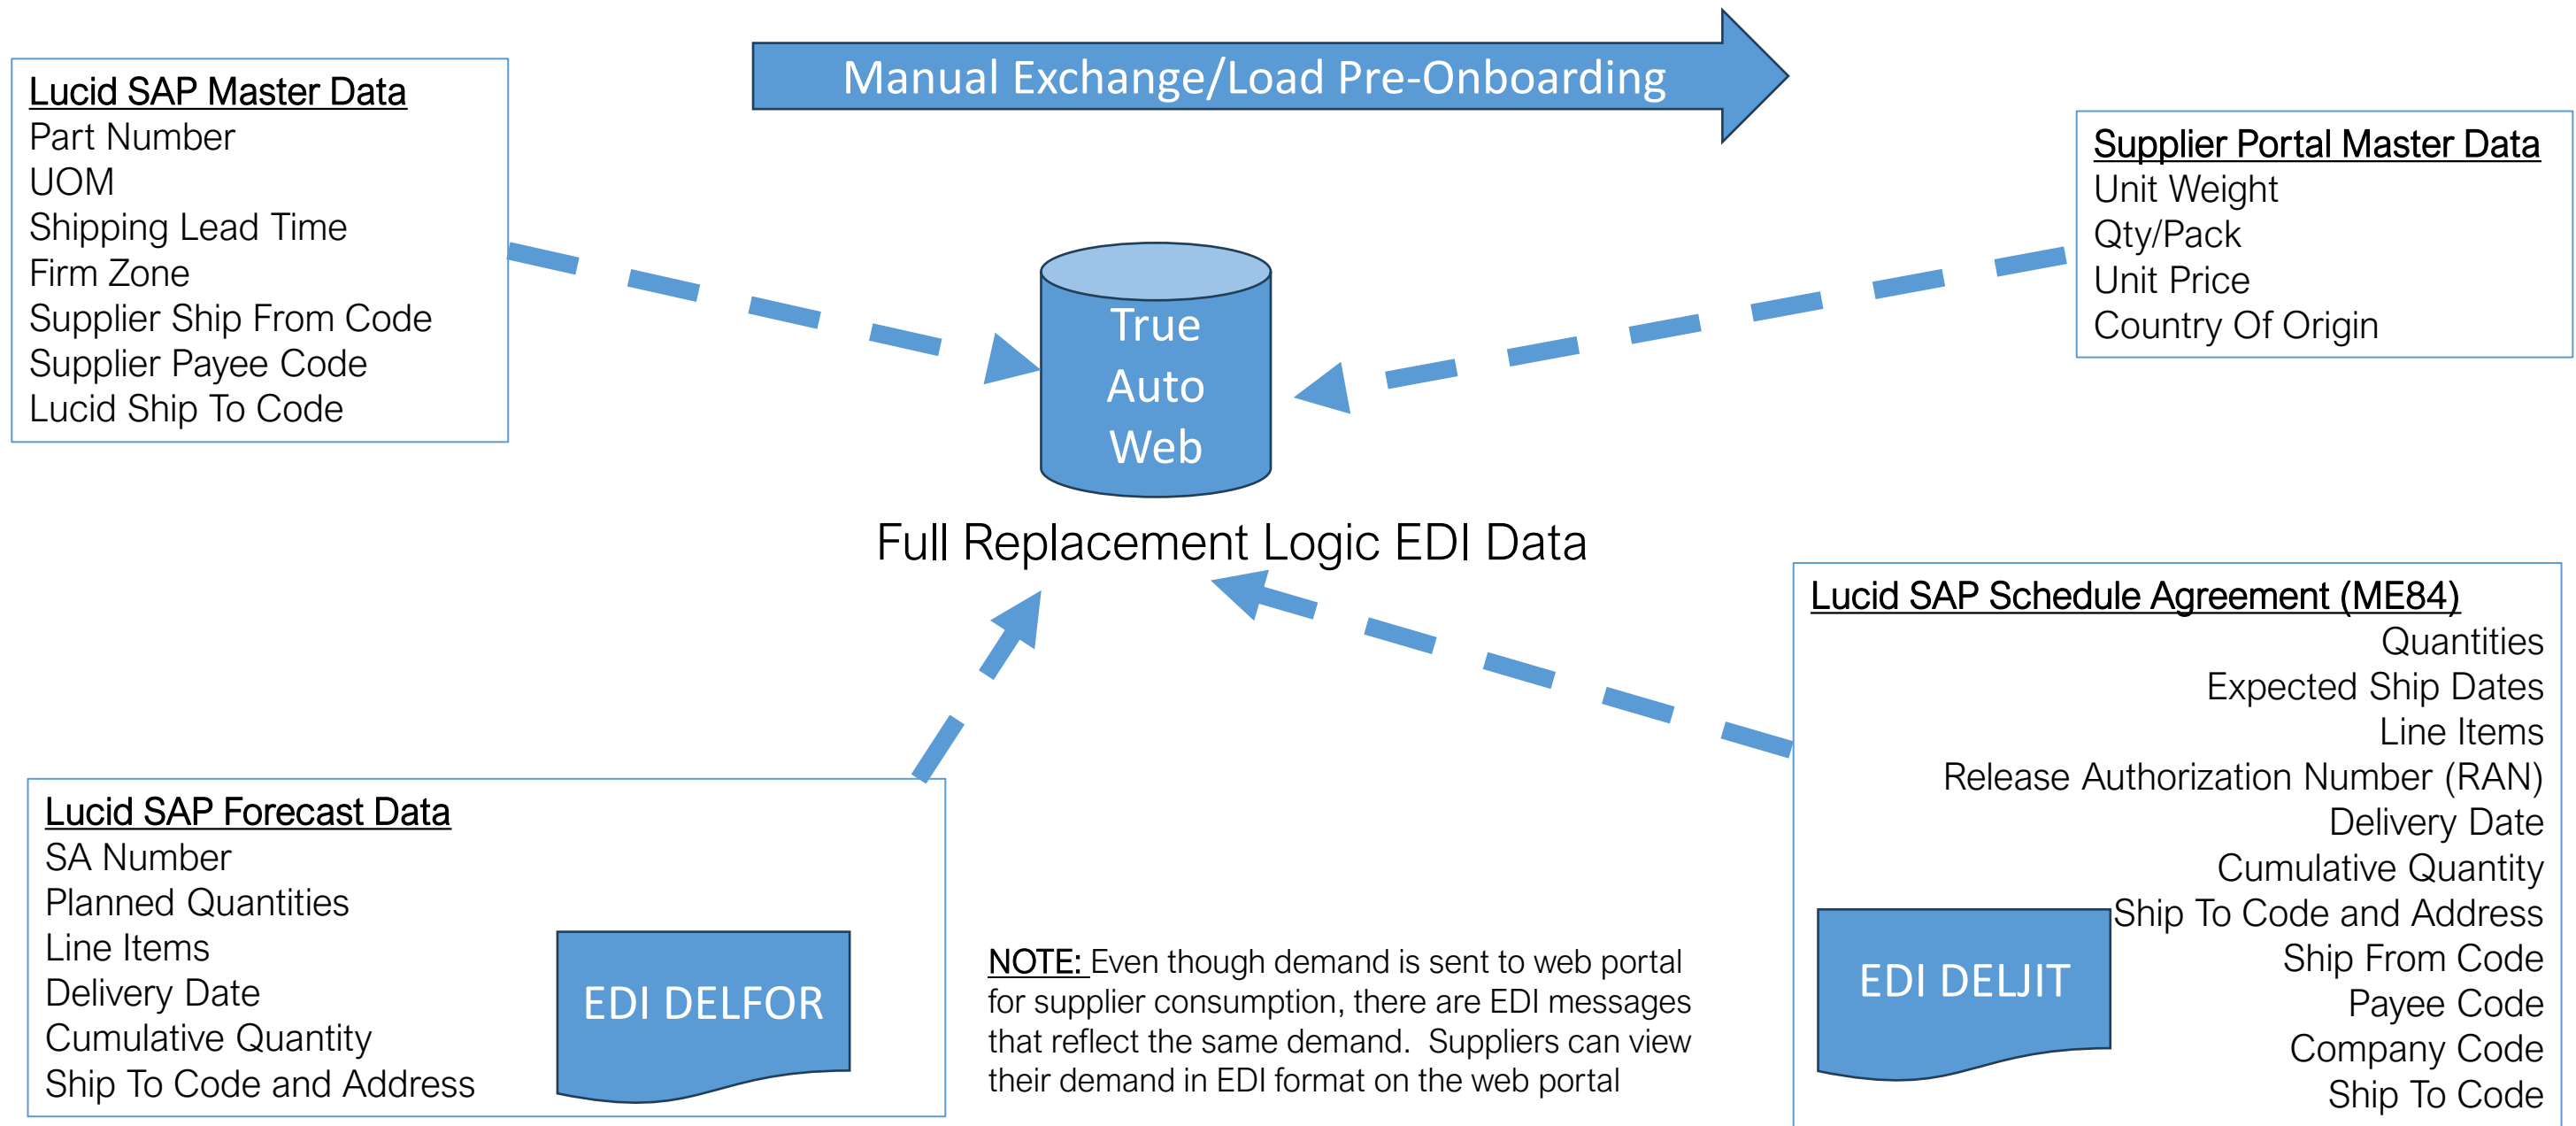 Manual Exchange/Load Pre-Onboarding
Lucid SAP Master Data
Part Number
UOM
Shipping Lead Time
Firm Zone
Supplier Ship From Code
Supplier Payee Code
Lucid Ship To Code
Supplier Portal Master Data
Unit Weight
Qty/Pack
Unit Price
Country Of Origin
True
Auto
Web
Full Replacement Logic EDI Data
Lucid SAP Forecast Data
SA Number
Planned Quantities
Line Items
Delivery Date
Cumulative Quantity
Ship To Code and Address
EDI DELFOR
NOTE: Even though demand is sent to web portal
for supplier consumption, there are EDI messages
that reflect the same demand.  Suppliers can view
their demand in EDI format on the web portal
Lucid SAP Schedule Agreement (ME84)
Quantities
Expected Ship Dates
Line Items
Release Authorization Number (RAN)
Delivery Date
Cumulative Quantity
Ship To Code and Address
Ship From Code
Payee Code
Company Code
Ship To Code
EDI DELJIT